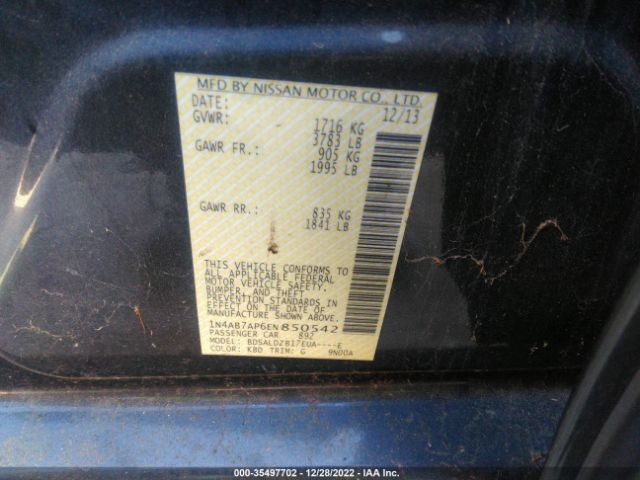 MFD BY NISSAN MOTOR CO., LTD.
DATE: 12/13
GVWR: 1716 KG
3783 LB
GAWR FR.: 905 KG
1995 LB
GAWR RR.: 835 KG
1841 LB
THIS VEHICLE CONFORMS TO
ALL APPLICABLE FEDERAL
MOTOR VEHICLE SAFETY,
BUMPER, AND THEFT
PREVENTION STANDARDS IN
EFFECT ON THE DATE OF
MANUFACTURE SHOWN ABOVE.
1N4AB7AP6EN850542
PASSENGER CAR 892
MODEL: BDSALDZB17EUA----E
COLOR: KBD TRIM: G 9N00A
000-35497702 - 12/28/2022 - IAA Inc.